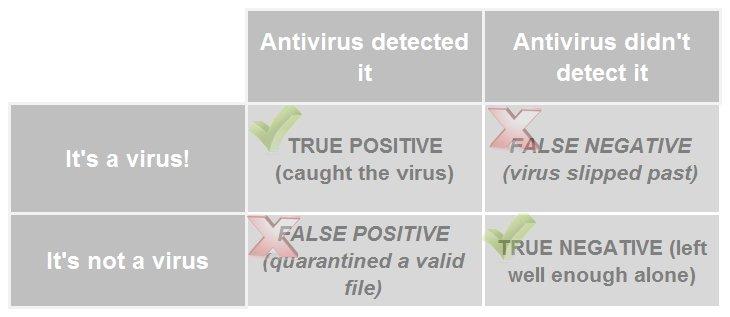 Antivirus detected
it
Antivirus didn't
detect it
It's a virus!
TRUE POSITIVE
(caught the virus)
FALSE NEGATIVE
(virus slipped past)
It's not a virus
FALSE POSITIVE
(quarantined a valid
file)
TRUE NEGATIVE (left
well enough alone)